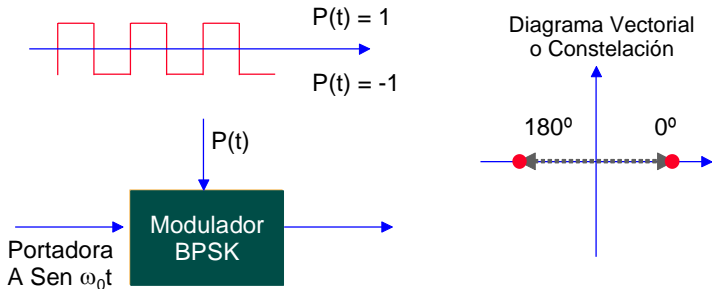 P(t) = 1
P(t) = -1
Diagrama Vectorial
o Constelación
180º
0º
P(t)
Modulador
BPSK
Portadora
A Sen ω₀t